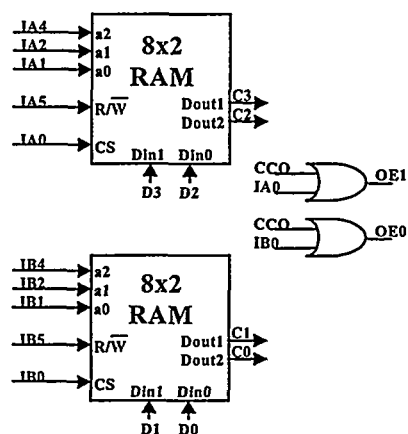 IA4 a2
IA2 a1
IA1 a0
8x2
RAM
IA5 R/W
IA0 CS
Dout1 C3
Dout2 C2
Din1 Din0
D3 D2
CCO
IA0
OE1
CCO
IB0
OE0
IB4 a2
IB2 a1
IB1 a0
8x2
RAM
IB5 R/W
IB0 CS
Dout1 C1
Dout2 C0
Din1 Din0
D1 D0